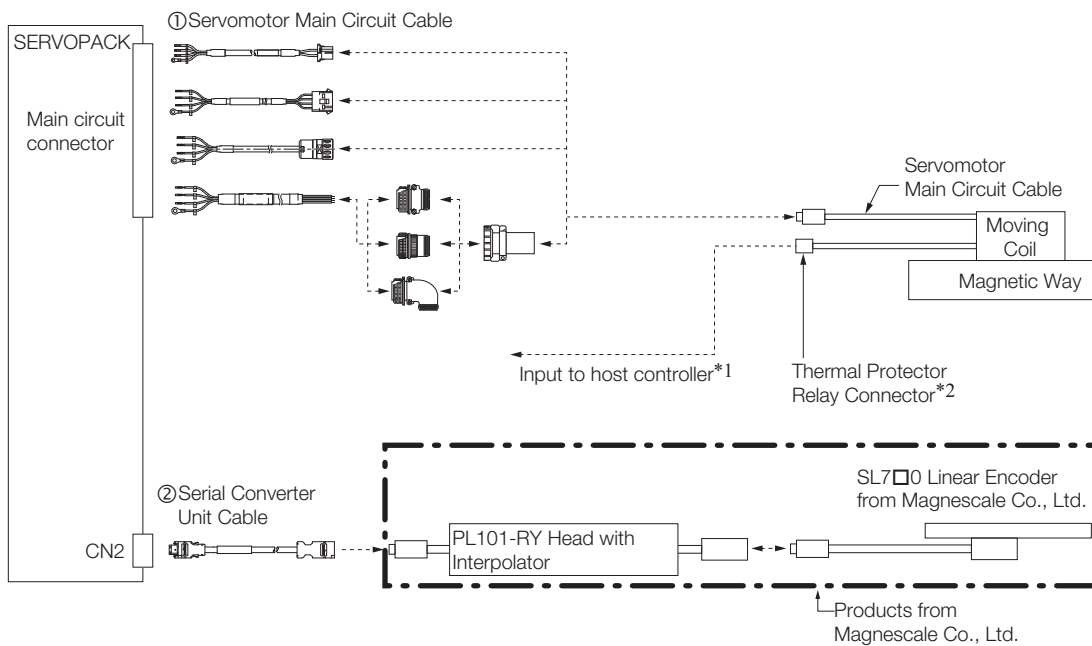 ①Servomotor Main Circuit Cable
SERVOPACK
Main circuit
connector
Servomotor
Main Circuit Cable
Moving
Coil
Magnetic Way
Input to host controller*1
Thermal Protector
Relay Connector*2
②Serial Converter
Unit Cable
CN2
PL101-RY Head with
Interpolator
SL7□0 Linear Encoder
from Magnescale Co., Ltd.
Products from
Magnescale Co., Ltd.